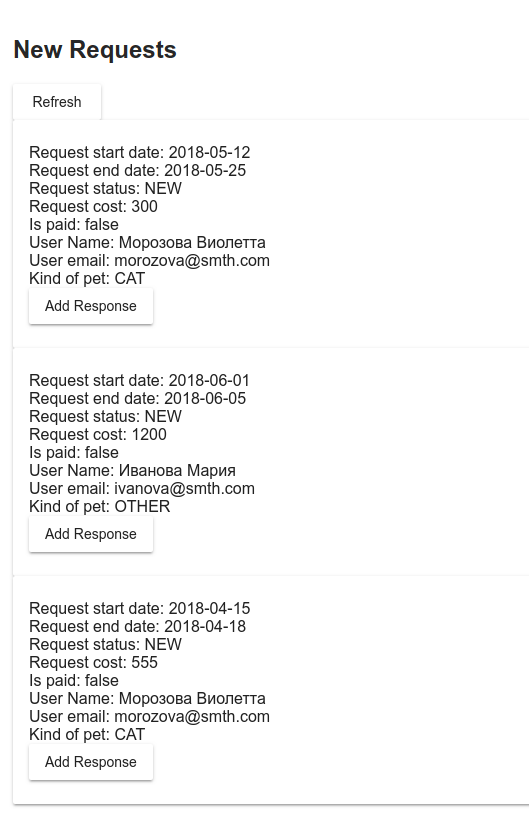 New Requests
Refresh
Request start date: 2018-05-12
Request end date: 2018-05-25
Request status: NEW
Request cost: 300
Is paid: false
User Name: Морозова Виолетта
User email: morozova@smth.com
Kind of pet: CAT
Add Response
Request start date: 2018-06-01
Request end date: 2018-06-05
Request status: NEW
Request cost: 1200
Is paid: false
User Name: Иванова Мария
User email: ivanova@smth.com
Kind of pet: OTHER
Add Response
Request start date: 2018-04-15
Request end date: 2018-04-18
Request status: NEW
Request cost: 555
Is paid: false
User Name: Морозова Виолетта
User email: morozova@smth.com
Kind of pet: CAT
Add Response